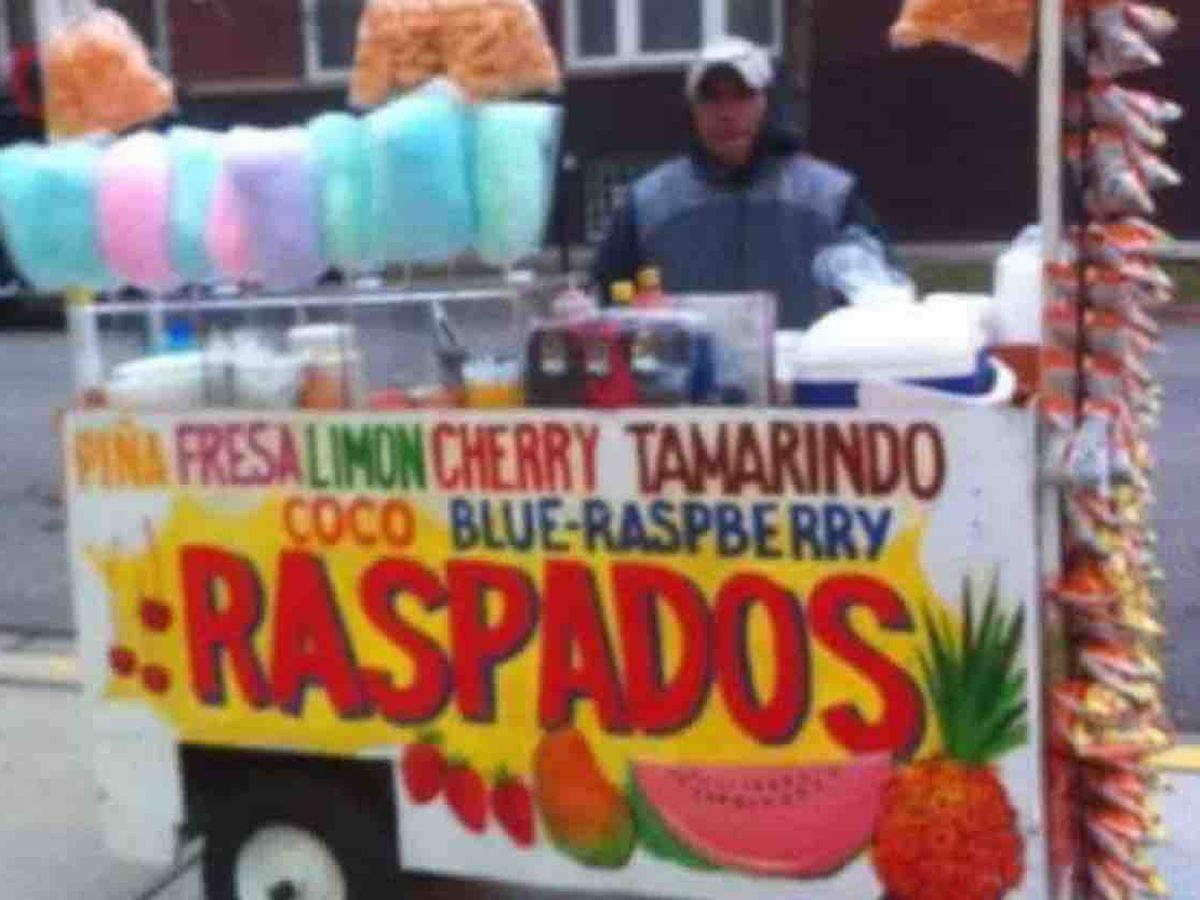 PIÑA FRESA LIMON CHERRY TAMARINDO
COCO BLUE-RASPBERRY
RASPADOS